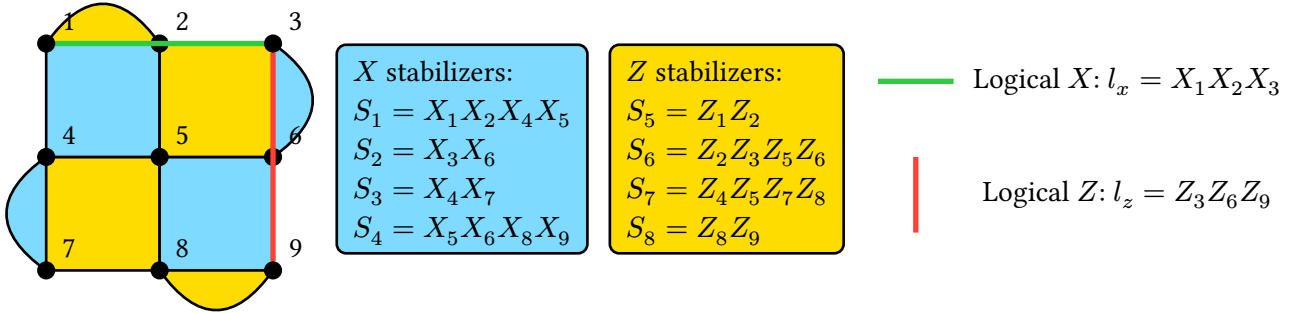 1 2 3
4 5 6
7 8 9
X stabilizers:
S₁ = X₁X₂X₄X₅
S₂ = X₃X₆
S₃ = X₄X₇
S₄ = X₅X₆X₈X₉
Z stabilizers:
S₅ = Z₁Z₂
S₆ = Z₂Z₃Z₅Z₆
S₇ = Z₄Z₅Z₇Z₈
S₈ = Z₈Z₉
Logical X: lₓ = X₁X₂X₃
Logical Z: l_z = Z₃Z₆Z₉